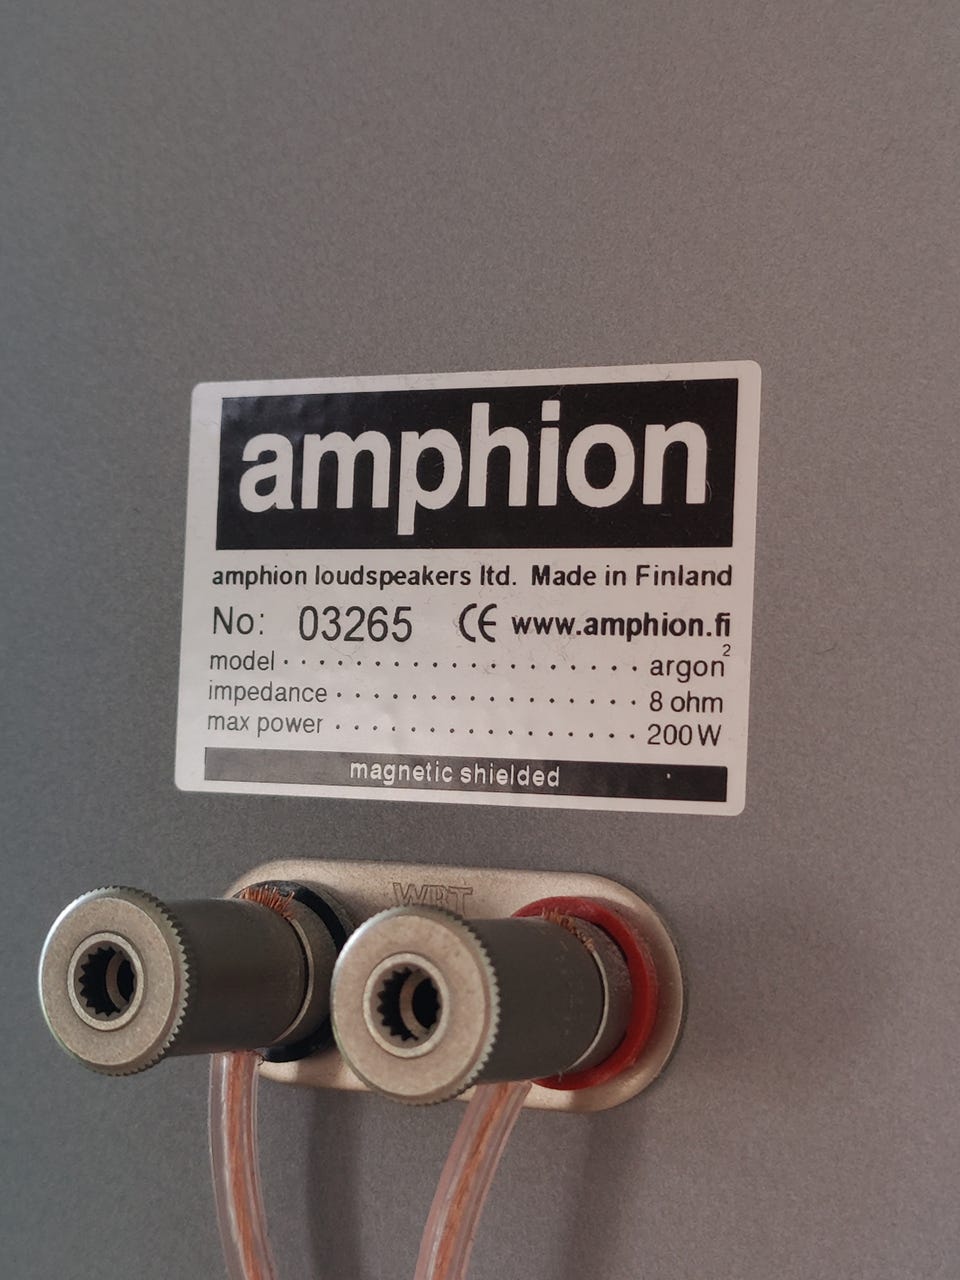 amphion
amphion loudspeakers ltd. Made in Finland
No: 03265 CE www.amphion.fi
model . . . . . . . . . . . . . . . . . . . argon²
impedance . . . . . . . . . . . . . . . . 8 ohm
max power . . . . . . . . . . . . . . . . 200W
magnetic shielded
WBT